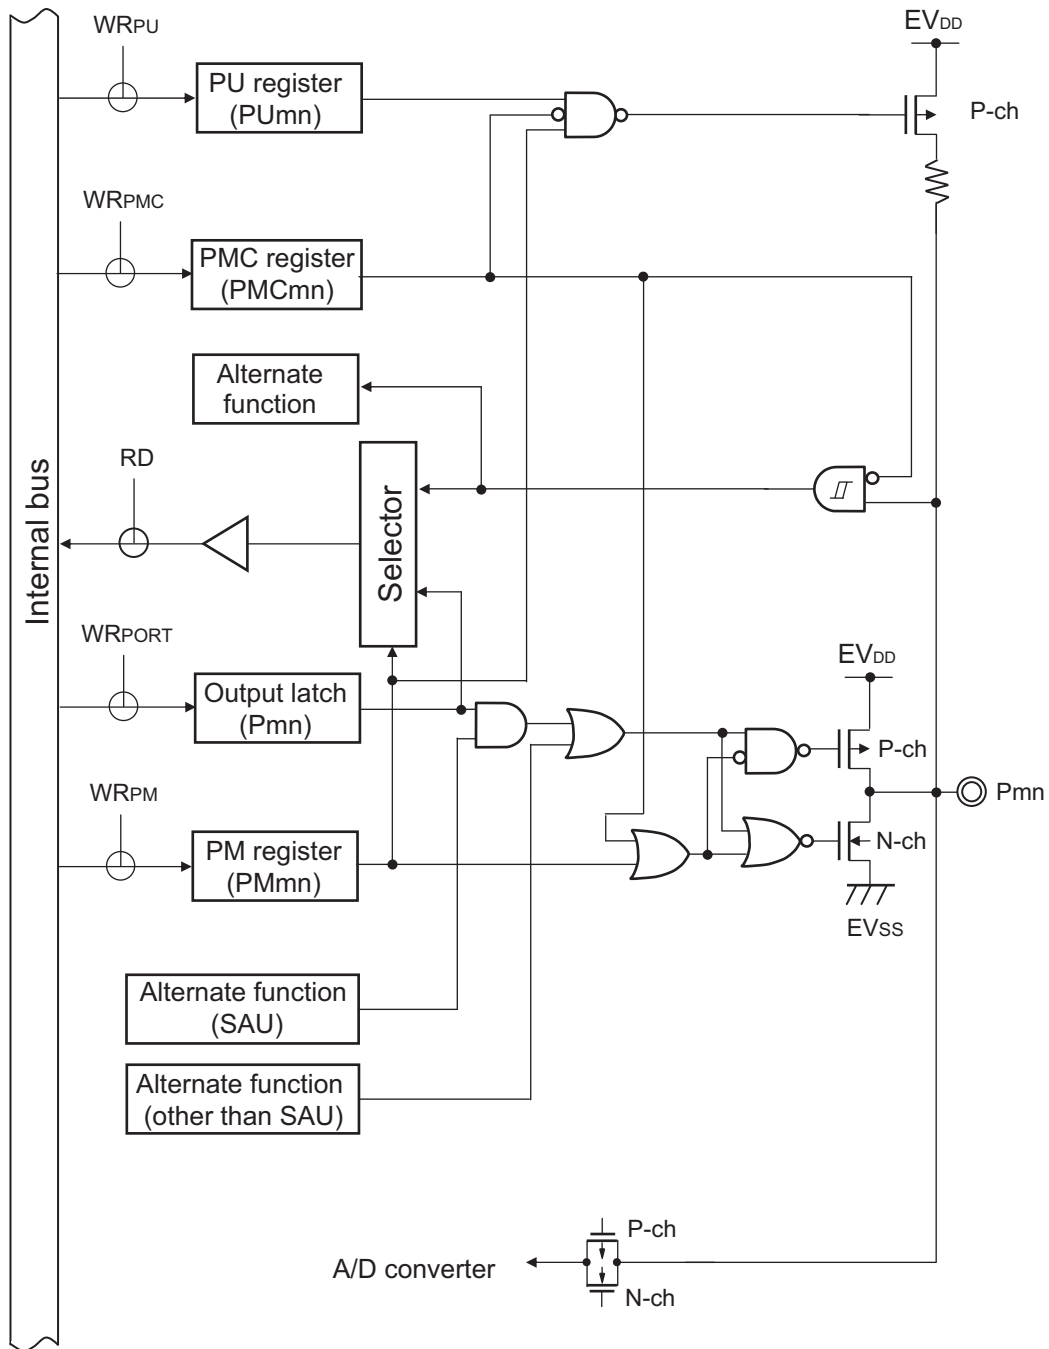 WRPU
EVDD
PU register
(PUmn)
P-ch
WRPMC
PMC register
(PMCmn)
Alternate
function
RD
Internal bus
Selector
WRPORT
EVDD
Output latch
(Pmn)
P-ch
WRPM
Pmn
PM register
(PMmn)
N-ch
EVSS
Alternate function
(SAU)
Alternate function
(other than SAU)
P-ch
A/D converter
N-ch